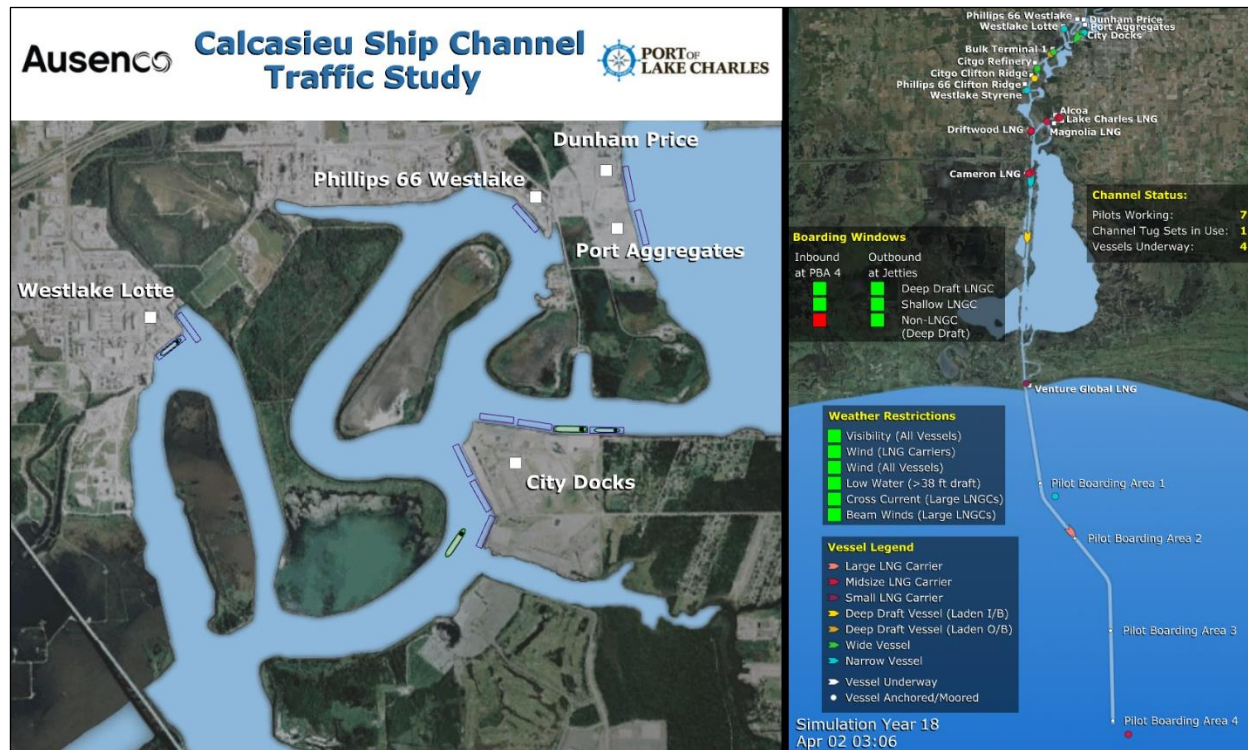 Ausenco
Calcasieu Ship Channel
Traffic Study
PORT OF
LAKE CHARLES
Dunham Price
Phillips 66 Westlake
Port Aggregates
Westlake Lotte
City Docks
Phillips 66 Westlake
Dunham Price
Westlake Lotte
Port Aggregates
City Docks
Bulk Terminal 1
Citgo Refinery
Citgo Clifton Ridge
Phillips 66 Clifton Ridge
Westlake Styrene
Alcoa
Lake Charles LNG
Driftwood LNG
Magnolia LNG
Cameron LNG
Channel Status:
Pilots Working: 7
Channel Tug Sets in Use: 1
Vessels Underway: 4
Boarding Windows
Inbound Outbound
at PBA 4 at Jetties
Deep Draft LNGC
Shallow LNGC
Non-LNGC
(Deep Draft)
Venture Global LNG
Weather Restrictions
Visibility (All Vessels)
Wind (LNG Carriers)
Wind (All Vessels)
Low Water (>38 ft draft)
Cross Current (Large LNGCs)
Beam Winds (Large LNGCs)
Pilot Boarding Area 1
Pilot Boarding Area 2
Vessel Legend
Large LNG Carrier
Midsize LNG Carrier
Small LNG Carrier
Deep Draft Vessel (Laden I/B)
Deep Draft Vessel (Laden O/B)
Wide Vessel
Narrow Vessel
Vessel Underway
Vessel Anchored/Moored
Pilot Boarding Area 3
Pilot Boarding Area 4
Simulation Year 18
Apr 02 03:06